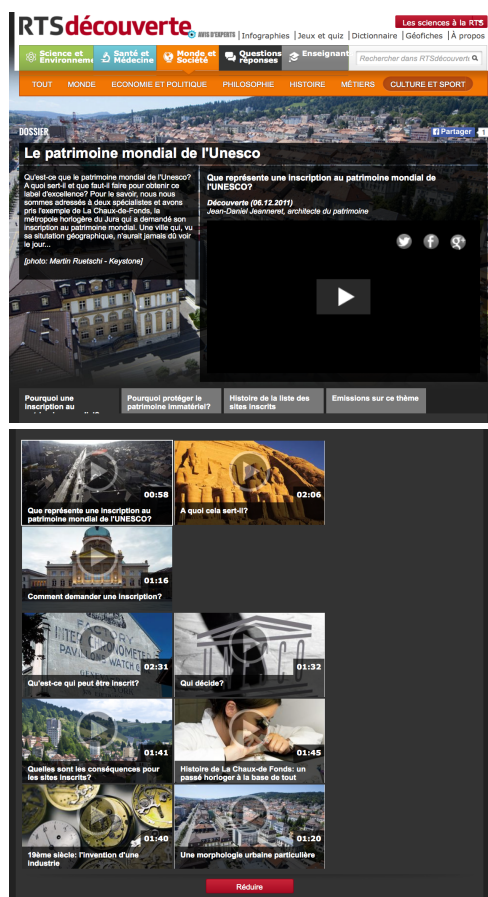 Les sciences à la RTS
RTSdécouverte
AVIS D'EXPERTS | Infographies | Jeux et quiz | Dictionnaire | Géofiches | À propos
Science et Environneme
Santé et Médecine
Monde et Société
Questions réponses
Enseignant
Rechercher dans RTSdécouverte
TOUT MONDE ECONOMIE ET POLITIQUE PHILOSOPHIE HISTOIRE MÉTIERS CULTURE ET SPORT
DOSSIER
Partager 1
Le patrimoine mondial de l'Unesco
Qu'est-ce que le patrimoine mondial de l'Unesco?
A quoi sert-il et que faut-il faire pour obtenir ce
label d'excellence? Pour le savoir, nous nous
sommes adressés à deux spécialistes et avons
pris l'exemple de La Chaux-de-Fonds, la
métropole horlogère du Jura qui a demandé son
inscription au patrimoine mondial. Une ville qui, vu
sa situtation géographique, n'aurait jamais dû voir
le jour...
[photo: Martin Ruetschi - Keystone]
Que représente une inscription au patrimoine mondial de
l'UNESCO?
Découverte (06.12.2011)
Jean-Daniel Jeanneret, architecte du patrimoine
Pourquoi une
inscription au
Pourquoi protéger le
patrimoine immatériel?
Histoire de la liste des
sites inscrits
Emissions sur ce thème
00:58
Que représente une inscription au
patrimoine mondial de l'UNESCO?
02:06
A quoi cela sert-il?
01:16
Comment demander une inscription?
FACTORY
INTER CHRONOMETER
PAVILLONS WATCH C
02:31
Qu'est-ce qui peut être inscrit?
UNESCO
01:32
Qui décide?
01:41
Quelles sont les conséquences pour
les sites inscrits?
01:45
Histoire de La Chaux-de Fonds: un
passé horloger à la base de tout
01:40
19ème siècle: l'invention d'une
industrie
01:20
Une morphologie urbaine particulière
Réduire